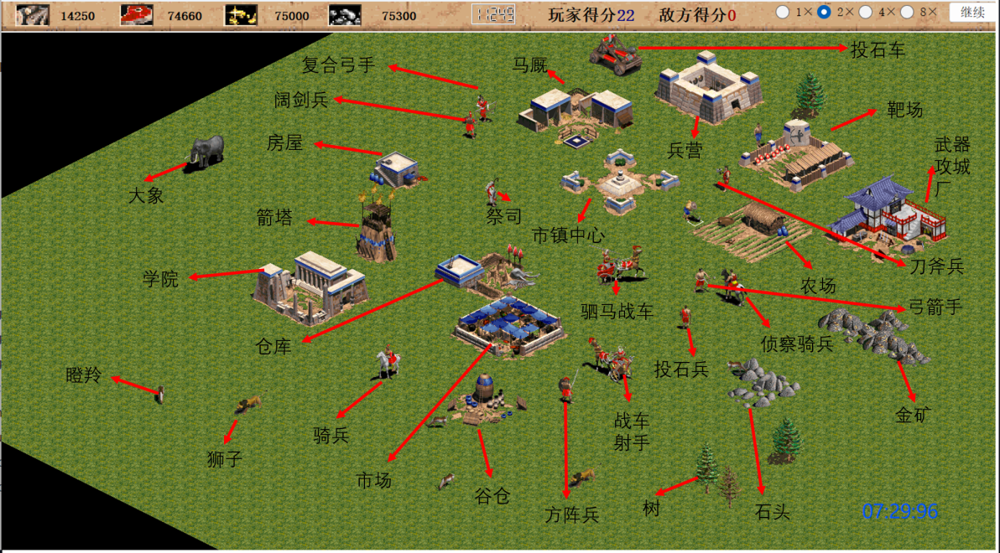 14250 74660 75000 75300 11249 玩家得分22 敌方得分0 1× 2× 4× 8× 继续
投石车
复合弓手
马厩
阔剑兵
靶场
房屋
兵营
武器
攻城
厂
大象
箭塔
祭司
市镇中心
学院
刀斧兵
农场
弓箭手
驷马战车
仓库
侦察骑兵
投石兵
瞪羚
金矿
骑兵
战车
射手
狮子
市场
谷仓
方阵兵
树
石头
07:29:96